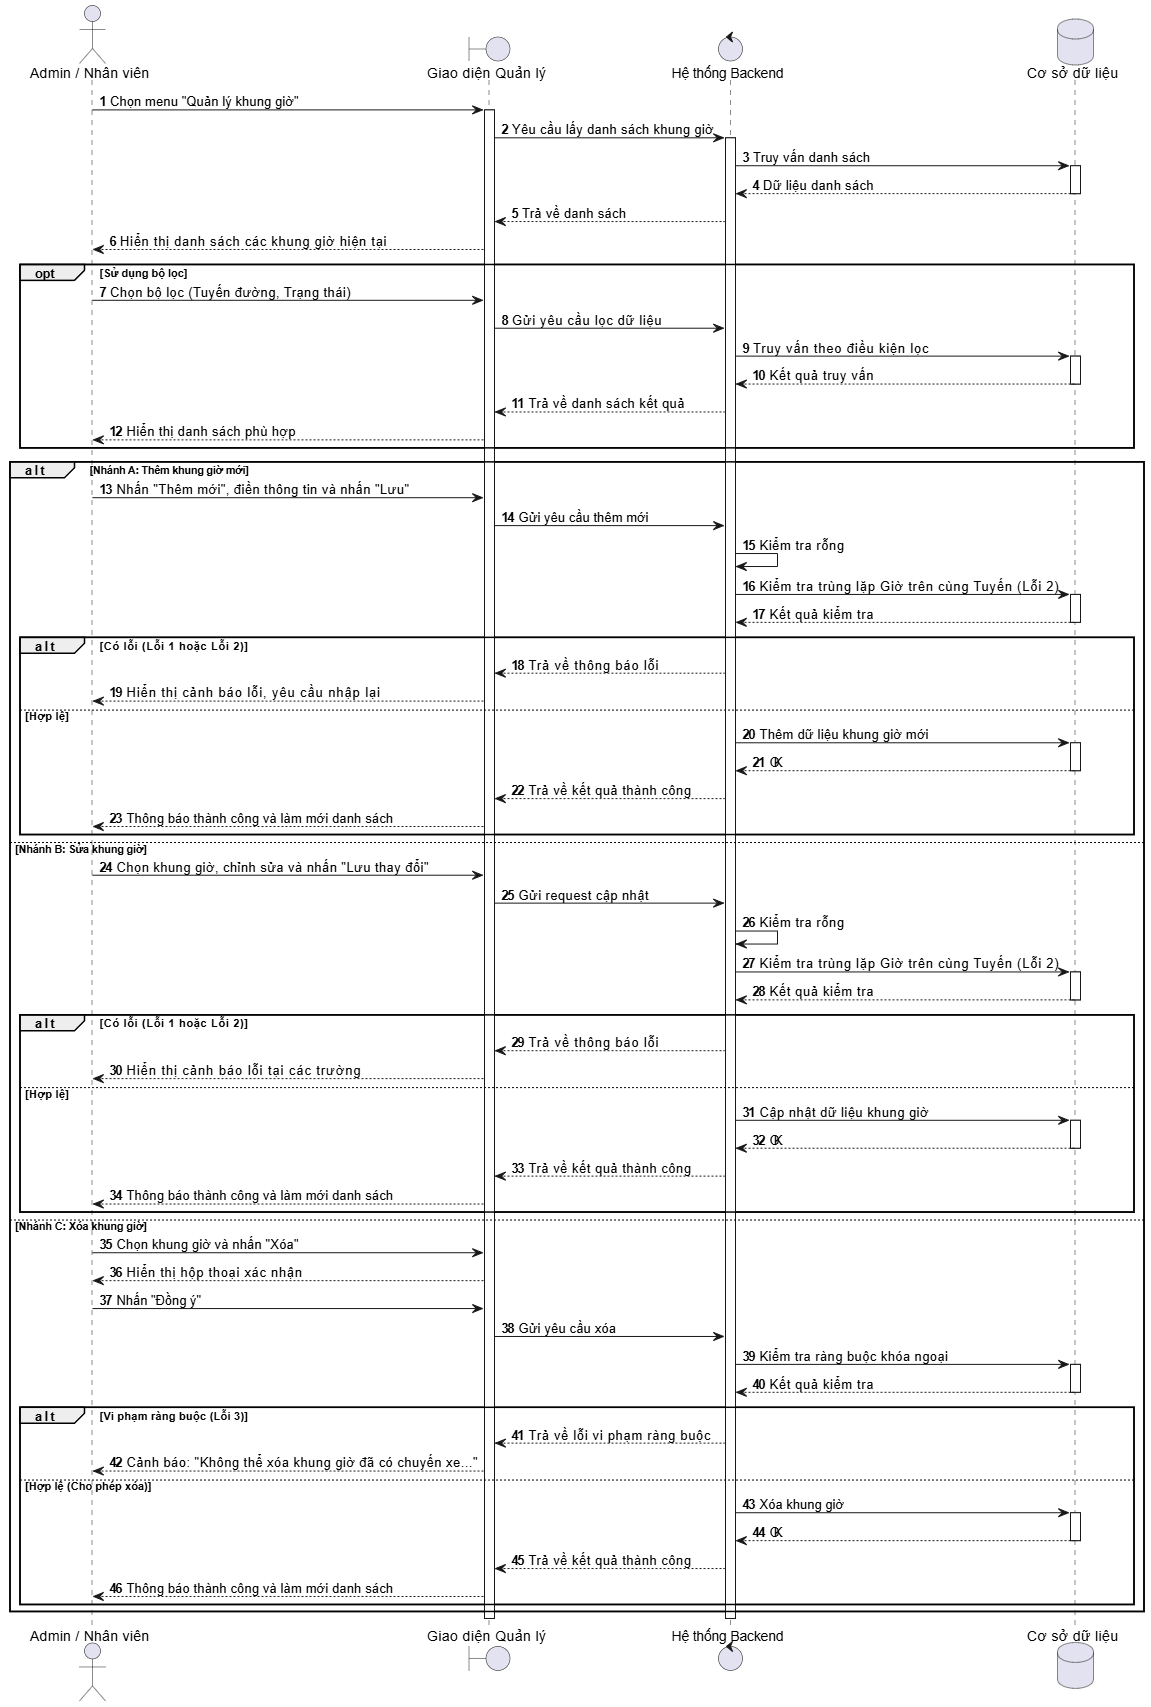 Admin / Nhân viên
Giao diện Quản lý
Hệ thống Backend
Cơ sở dữ liệu
1 Chọn menu "Quản lý khung giờ"
2 Yêu cầu lấy danh sách khung giờ
3 Truy vấn danh sách
4 Dữ liệu danh sách
5 Trả về danh sách
6 Hiển thị danh sách các khung giờ hiện tại
opt [Sử dụng bộ lọc]
7 Chọn bộ lọc (Tuyến đường, Trạng thái)
8 Gửi yêu cầu lọc dữ liệu
9 Truy vấn theo điều kiện lọc
10 Kết quả truy vấn
11 Trả về danh sách kết quả
12 Hiển thị danh sách phù hợp
alt [Nhánh A: Thêm khung giờ mới]
13 Nhấn "Thêm mới", điền thông tin và nhấn "Lưu"
14 Gửi yêu cầu thêm mới
15 Kiểm tra rỗng
16 Kiểm tra trùng lặp Giờ trên cùng Tuyến (Lỗi 2)
17 Kết quả kiểm tra
alt [Có lỗi (Lỗi 1 hoặc Lỗi 2)]
18 Trả về thông báo lỗi
19 Hiển thị cảnh báo lỗi, yêu cầu nhập lại
[Hợp lệ]
20 Thêm dữ liệu khung giờ mới
21 OK
22 Trả về kết quả thành công
23 Thông báo thành công và làm mới danh sách
[Nhánh B: Sửa khung giờ]
24 Chọn khung giờ, chỉnh sửa và nhấn "Lưu thay đổi"
25 Gửi request cập nhật
26 Kiểm tra rỗng
27 Kiểm tra trùng lặp Giờ trên cùng Tuyến (Lỗi 2)
28 Kết quả kiểm tra
alt [Có lỗi (Lỗi 1 hoặc Lỗi 2)]
29 Trả về thông báo lỗi
30 Hiển thị cảnh báo lỗi tại các trường
[Hợp lệ]
31 Cập nhật dữ liệu khung giờ
32 OK
33 Trả về kết quả thành công
34 Thông báo thành công và làm mới danh sách
[Nhánh C: Xóa khung giờ]
35 Chọn khung giờ và nhấn "Xóa"
36 Hiển thị hộp thoại xác nhận
37 Nhấn "Đồng ý"
38 Gửi yêu cầu xóa
39 Kiểm tra ràng buộc khóa ngoại
40 Kết quả kiểm tra
alt [Vi phạm ràng buộc (Lỗi 3)]
41 Trả về lỗi vi phạm ràng buộc
42 Cảnh báo: "Không thể xóa khung giờ đã có chuyến xe..."
[Hợp lệ (Cho phép xóa)]
43 Xóa khung giờ
44 OK
45 Trả về kết quả thành công
46 Thông báo thành công và làm mới danh sách
Admin / Nhân viên
Giao diện Quản lý
Hệ thống Backend
Cơ sở dữ liệu